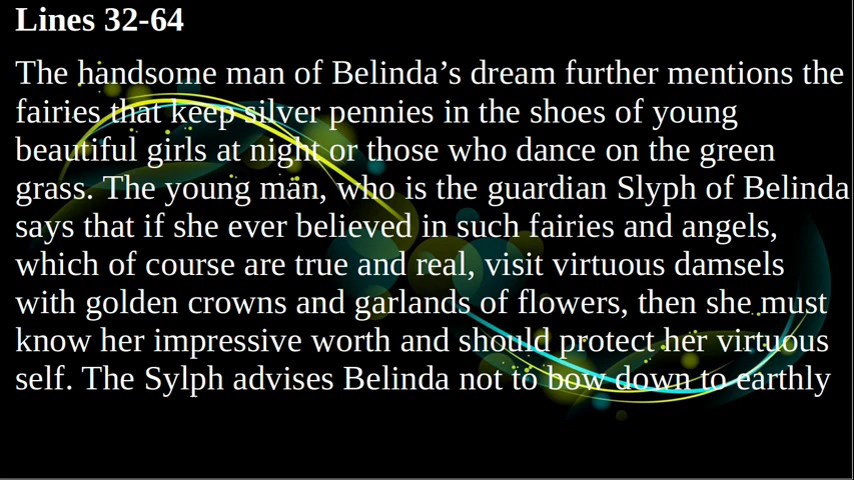 Lines 32-64
The handsome man of Belinda’s dream further mentions the
fairies that keep silver pennies in the shoes of young
beautiful girls at night or those who dance on the green
grass. The young man, who is the guardian Slyph of Belinda
says that if she ever believed in such fairies and angels,
which of course are true and real, visit virtuous damsels
with golden crowns and garlands of flowers, then she must
know her impressive worth and should protect her virtuous
self. The Sylph advises Belinda not to bow down to earthly